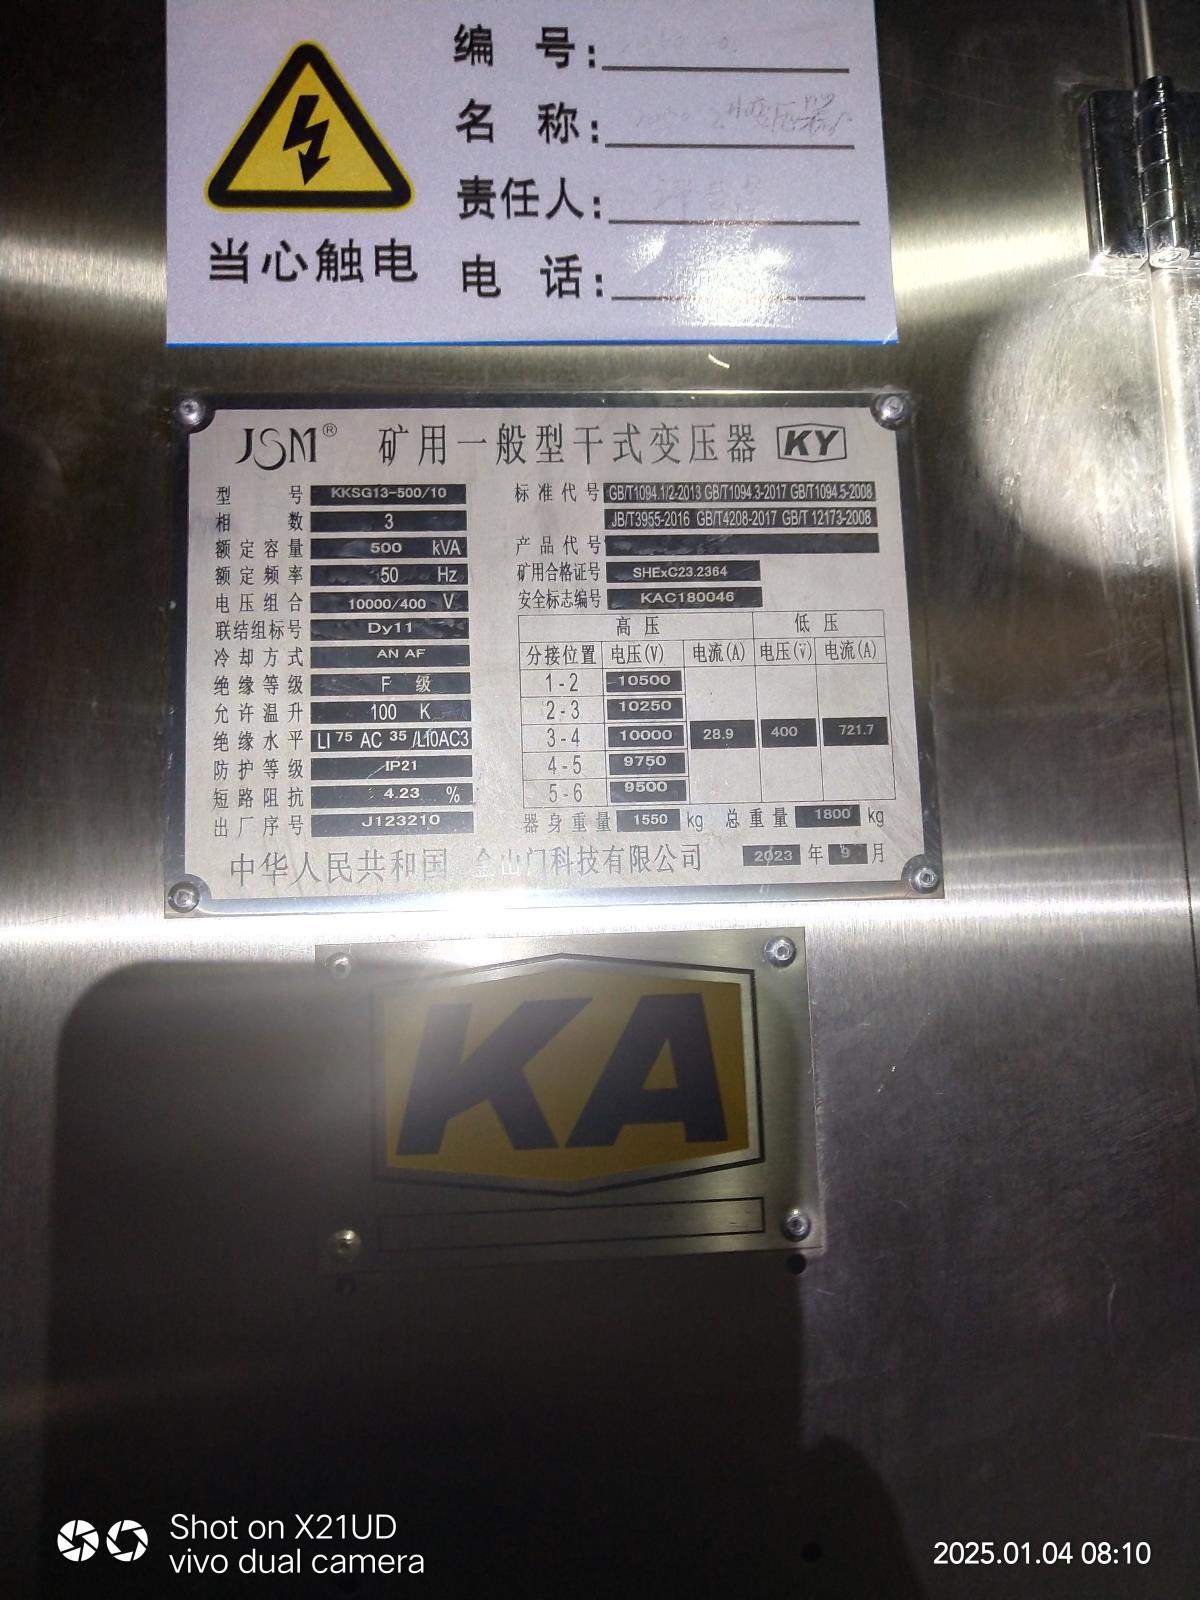 编 号:
名 称: 变压器
责任人:
电 话:
当心触电
JSM® 矿用一般型干式变压器 KY
型 号 KKSG13-500/10
相 数 3
额定容量 500 kVA
额定频率 50 Hz
电压组合 10000/400 V
联结组标号 Dy11
冷却方式 AN AF
绝缘等级 F 级
允许温升 100 K
绝缘水平 LI 75 AC 35 /LI0AC3
防护等级 IP21
短路阻抗 4.23 %
出厂序号 J123210
标准代号 GB/T1094.1/2-2013 GB/T1094.3-2017 GB/T1094.5-2008
JB/T3955-2016 GB/T4208-2017 GB/T 12173-2008
产品代号
矿用合格证号 SHExC23.2364
安全标志编号 KAC180046
高压 低压
分接位置 电压(V) 电流(A) 电压(V) 电流(A)
1-2 10500
2-3 10250
3-4 10000 28.9 400 721.7
4-5 9750
5-6 9500
器身重量 1550 kg 总重量 1800 kg
中华人民共和国 金山门科技有限公司 2023 年 9 月
KA
Shot on X21UD
vivo dual camera
2025.01.04 08:10